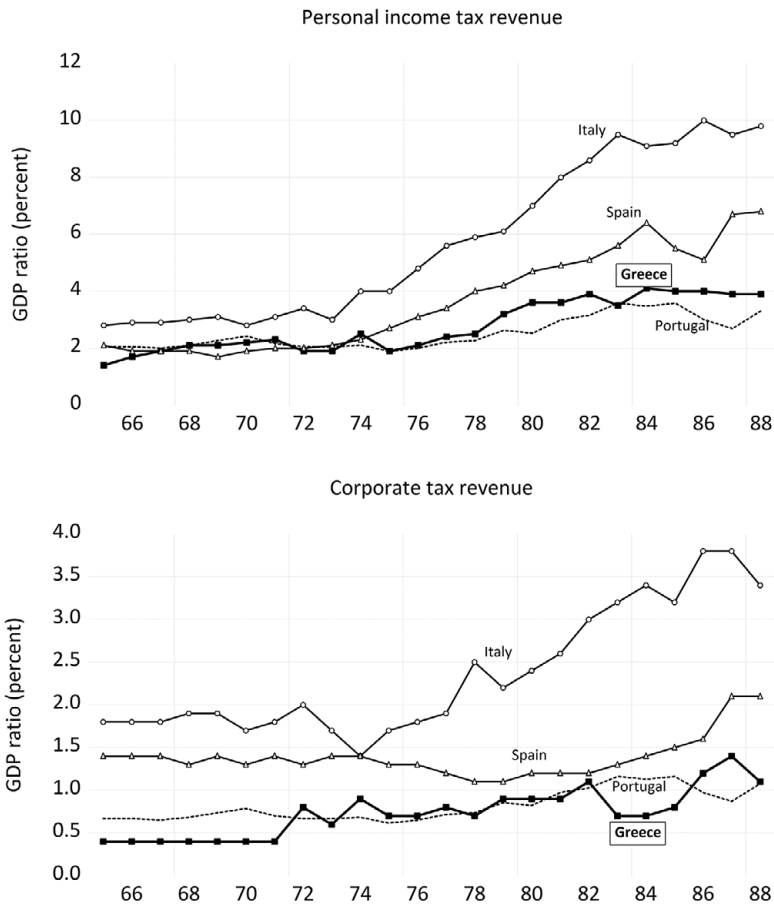 Personal income tax revenue
GDP ratio (percent)
12
10
8
6
4
2
0
Italy
Spain
Greece
Portugal
66 68 70 72 74 76 78 80 82 84 86 88
Corporate tax revenue
GDP ratio (percent)
4.0
3.5
3.0
2.5
2.0
1.5
1.0
0.5
0.0
Italy
Spain
Portugal
Greece
66 68 70 72 74 76 78 80 82 84 86 88